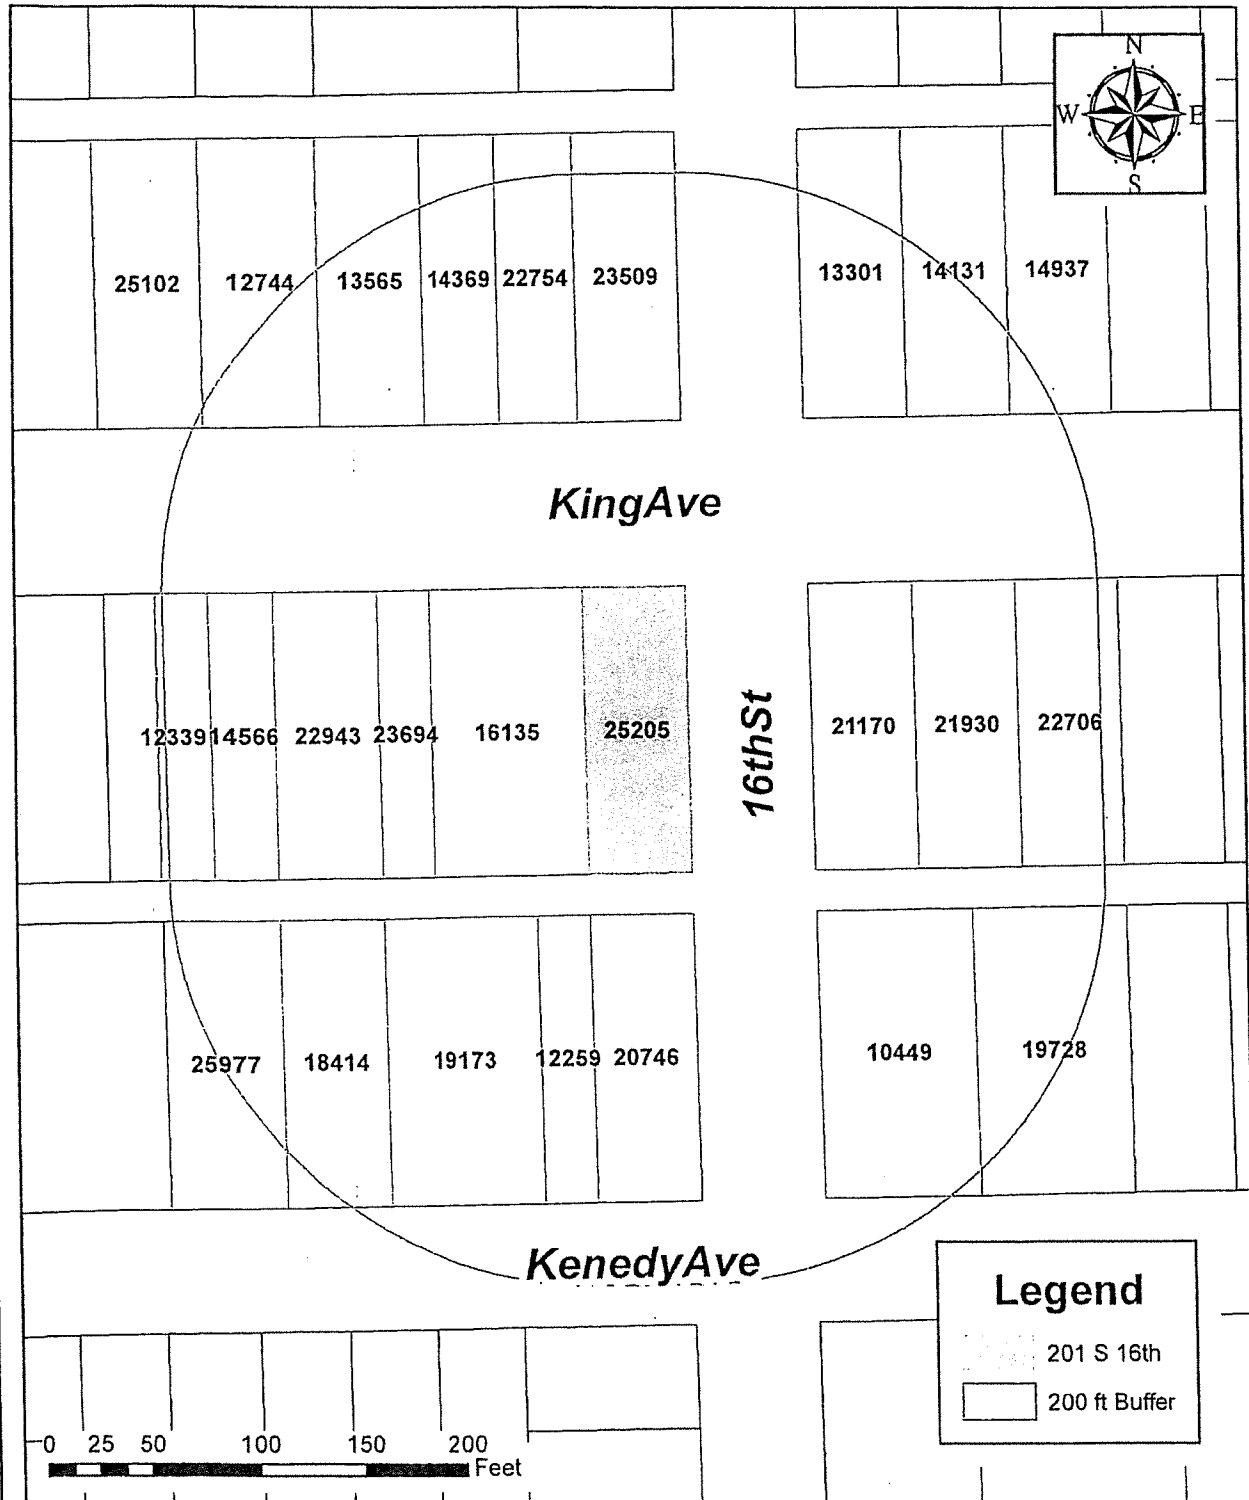 N
W E
S
25102 12744 13565 14369 22754 23509 13301 14131 14937
KingAve
12339 14566 22943 23694 16135 25205 21170 21930 22706
16thSt
25977 18414 19173 12259 20746 10449 19728
KenedyAve
Legend
201 S 16th
200 ft Buffer
0 25 50 100 150 200
Feet